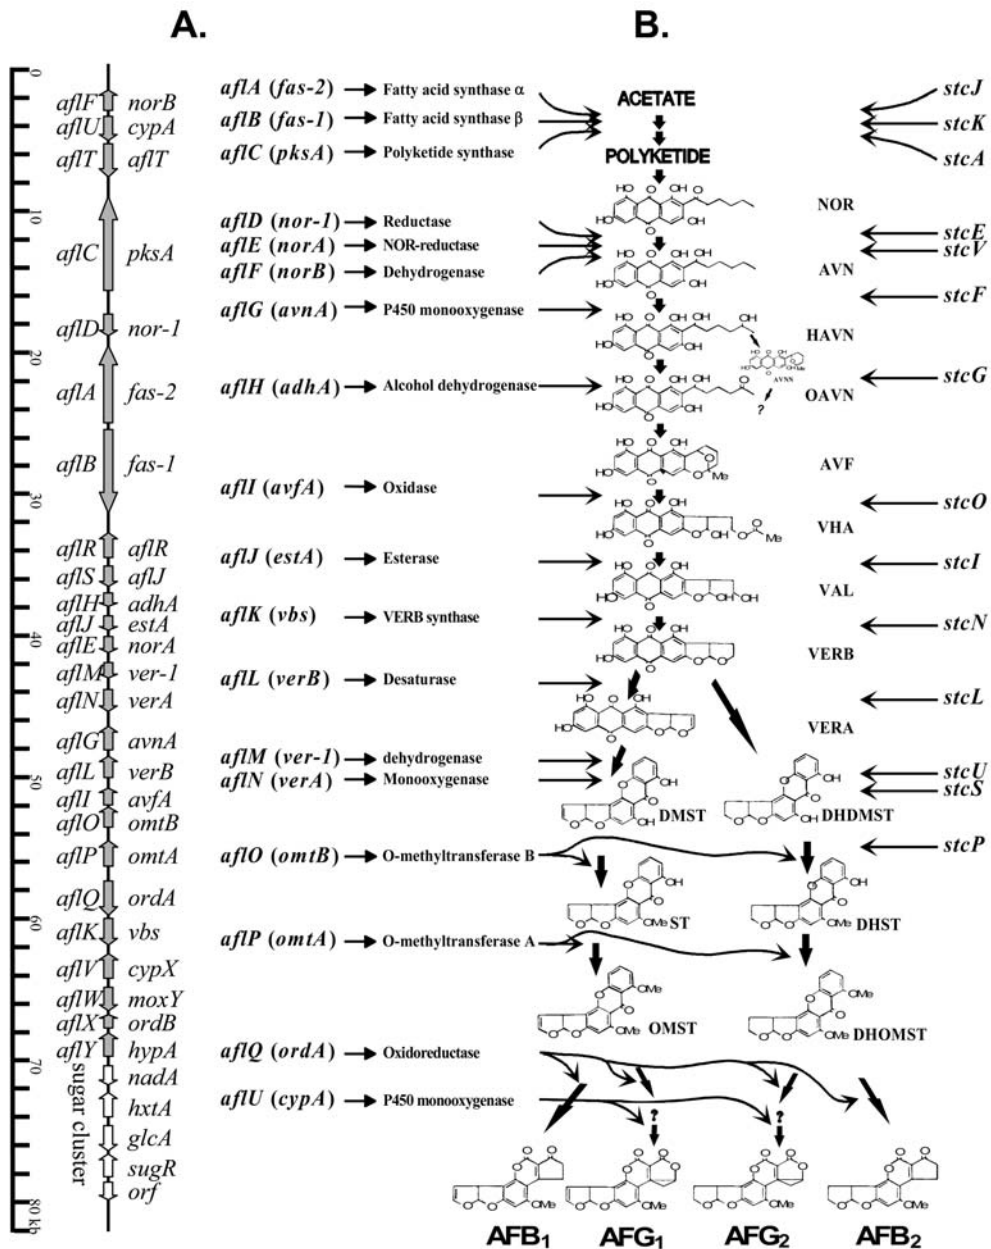 A.
B.
0
10
20
30
40
50
60
70
80 kb
aflF norB
aflU cypA
aflT aflT
aflC pksA
aflD nor-1
aflA fas-2
aflB fas-1
aflR aflR
aflS aflJ
aflH adhA
aflJ estA
aflE norA
aflM ver-1
aflN verA
aflG avnA
aflL verB
aflI avfA
aflO omtB
aflP omtA
aflQ ordA
aflK vbs
aflV cypX
aflW moxY
aflX ordB
aflY hypA
sugar cluster
nadA
hxtA
glcA
sugR
orf
aflA (fas-2) Fatty acid synthase α
aflB (fas-1) Fatty acid synthase β
aflC (pksA) Polyketide synthase
aflD (nor-1) Reductase
aflE (norA) NOR-reductase
aflF (norB) Dehydrogenase
aflG (avnA) P450 monooxygenase
aflH (adhA) Alcohol dehydrogenase
aflI (avfA) Oxidase
aflJ (estA) Esterase
aflK (vbs) VERB synthase
aflL (verB) Desaturase
aflM (ver-1) dehydrogenase
aflN (verA) Monooxygenase
aflO (omtB) O-methyltransferase B
aflP (omtA) O-methyltransferase A
aflQ (ordA) Oxidoreductase
aflU (cypA) P450 monooxygenase
ACETATE
POLYKETIDE
NOR
AVN
HAVN
AVNN
OAVN
?
AVF
VHA
VAL
VERB
VERA
DMST
DHDMST
ST
DHST
OMST
DHOMST
?
?
AFB1
AFG1
AFG2
AFB2
stcJ
stcK
stcA
stcE
stcV
stcF
stcG
stcO
stcI
stcN
stcL
stcU
stcS
stcP